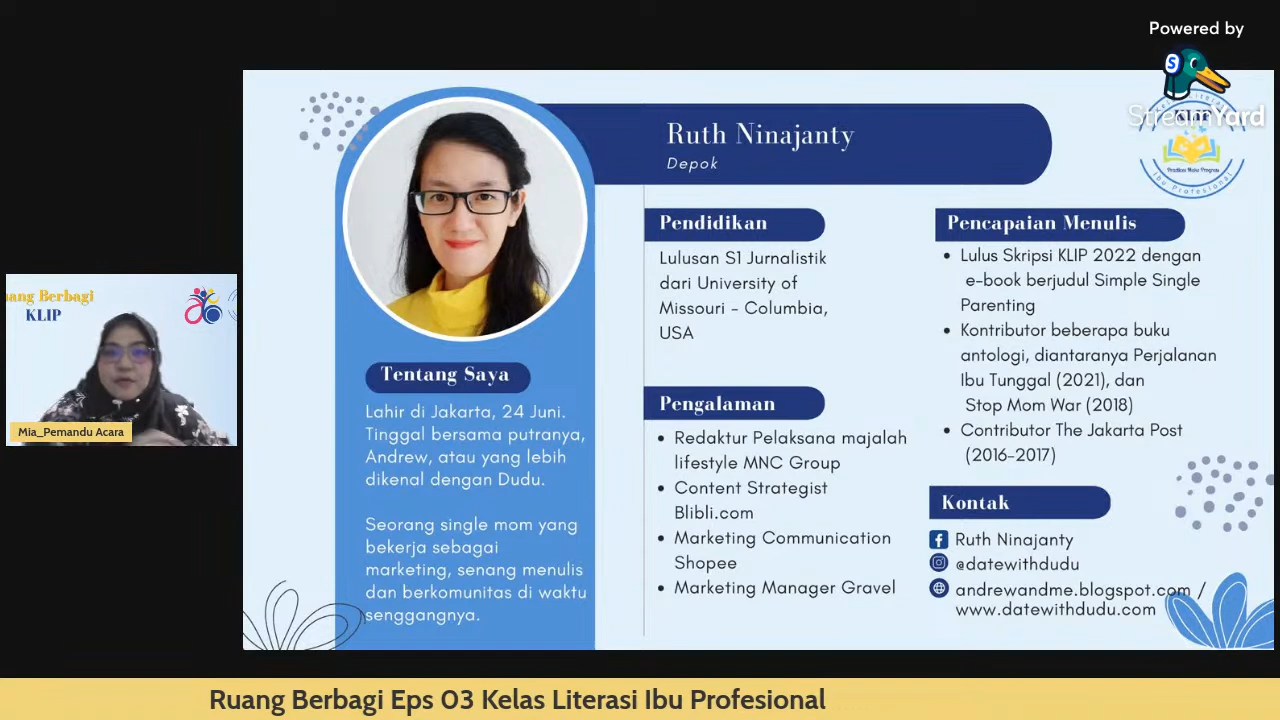 Powered by
StreamYard
KLIP
Practice Make Progress
Ibu Profesional
Ruth Ninajanty
Depok
Tentang Saya
Lahir di Jakarta, 24 Juni.
Tinggal bersama putranya,
Andrew, atau yang lebih
dikenal dengan Dudu.
Seorang single mom yang
bekerja sebagai
marketing, senang menulis
dan berkomunitas di waktu
senggangnya.
Pendidikan
Lulusan S1 Jurnalistik
dari University of
Missouri - Columbia,
USA
Pengalaman
Redaktur Pelaksana majalah
lifestyle MNC Group
Content Strategist
Blibli.com
Marketing Communication
Shopee
Marketing Manager Gravel
Pencapaian Menulis
Lulus Skripsi KLIP 2022 dengan
e-book berjudul Simple Single
Parenting
Kontributor beberapa buku
antologi, diantaranya Perjalanan
Ibu Tunggal (2021), dan
Stop Mom War (2018)
Contributor The Jakarta Post
(2016-2017)
Kontak
Ruth Ninajanty
@datewithdudu
andrewandme.blogspot.com /
www.datewithdudu.com
Berbagi
KLIP
Mia_Pemandu Acara
Ruang Berbagi Eps 03 Kelas Literasi Ibu Profesional